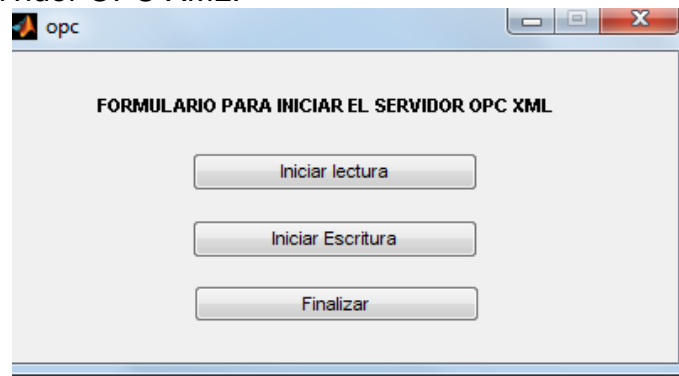 opc
FORMULARIO PARA INICIAR EL SERVIDOR OPC XML
Iniciar lectura
Iniciar Escritura
Finalizar